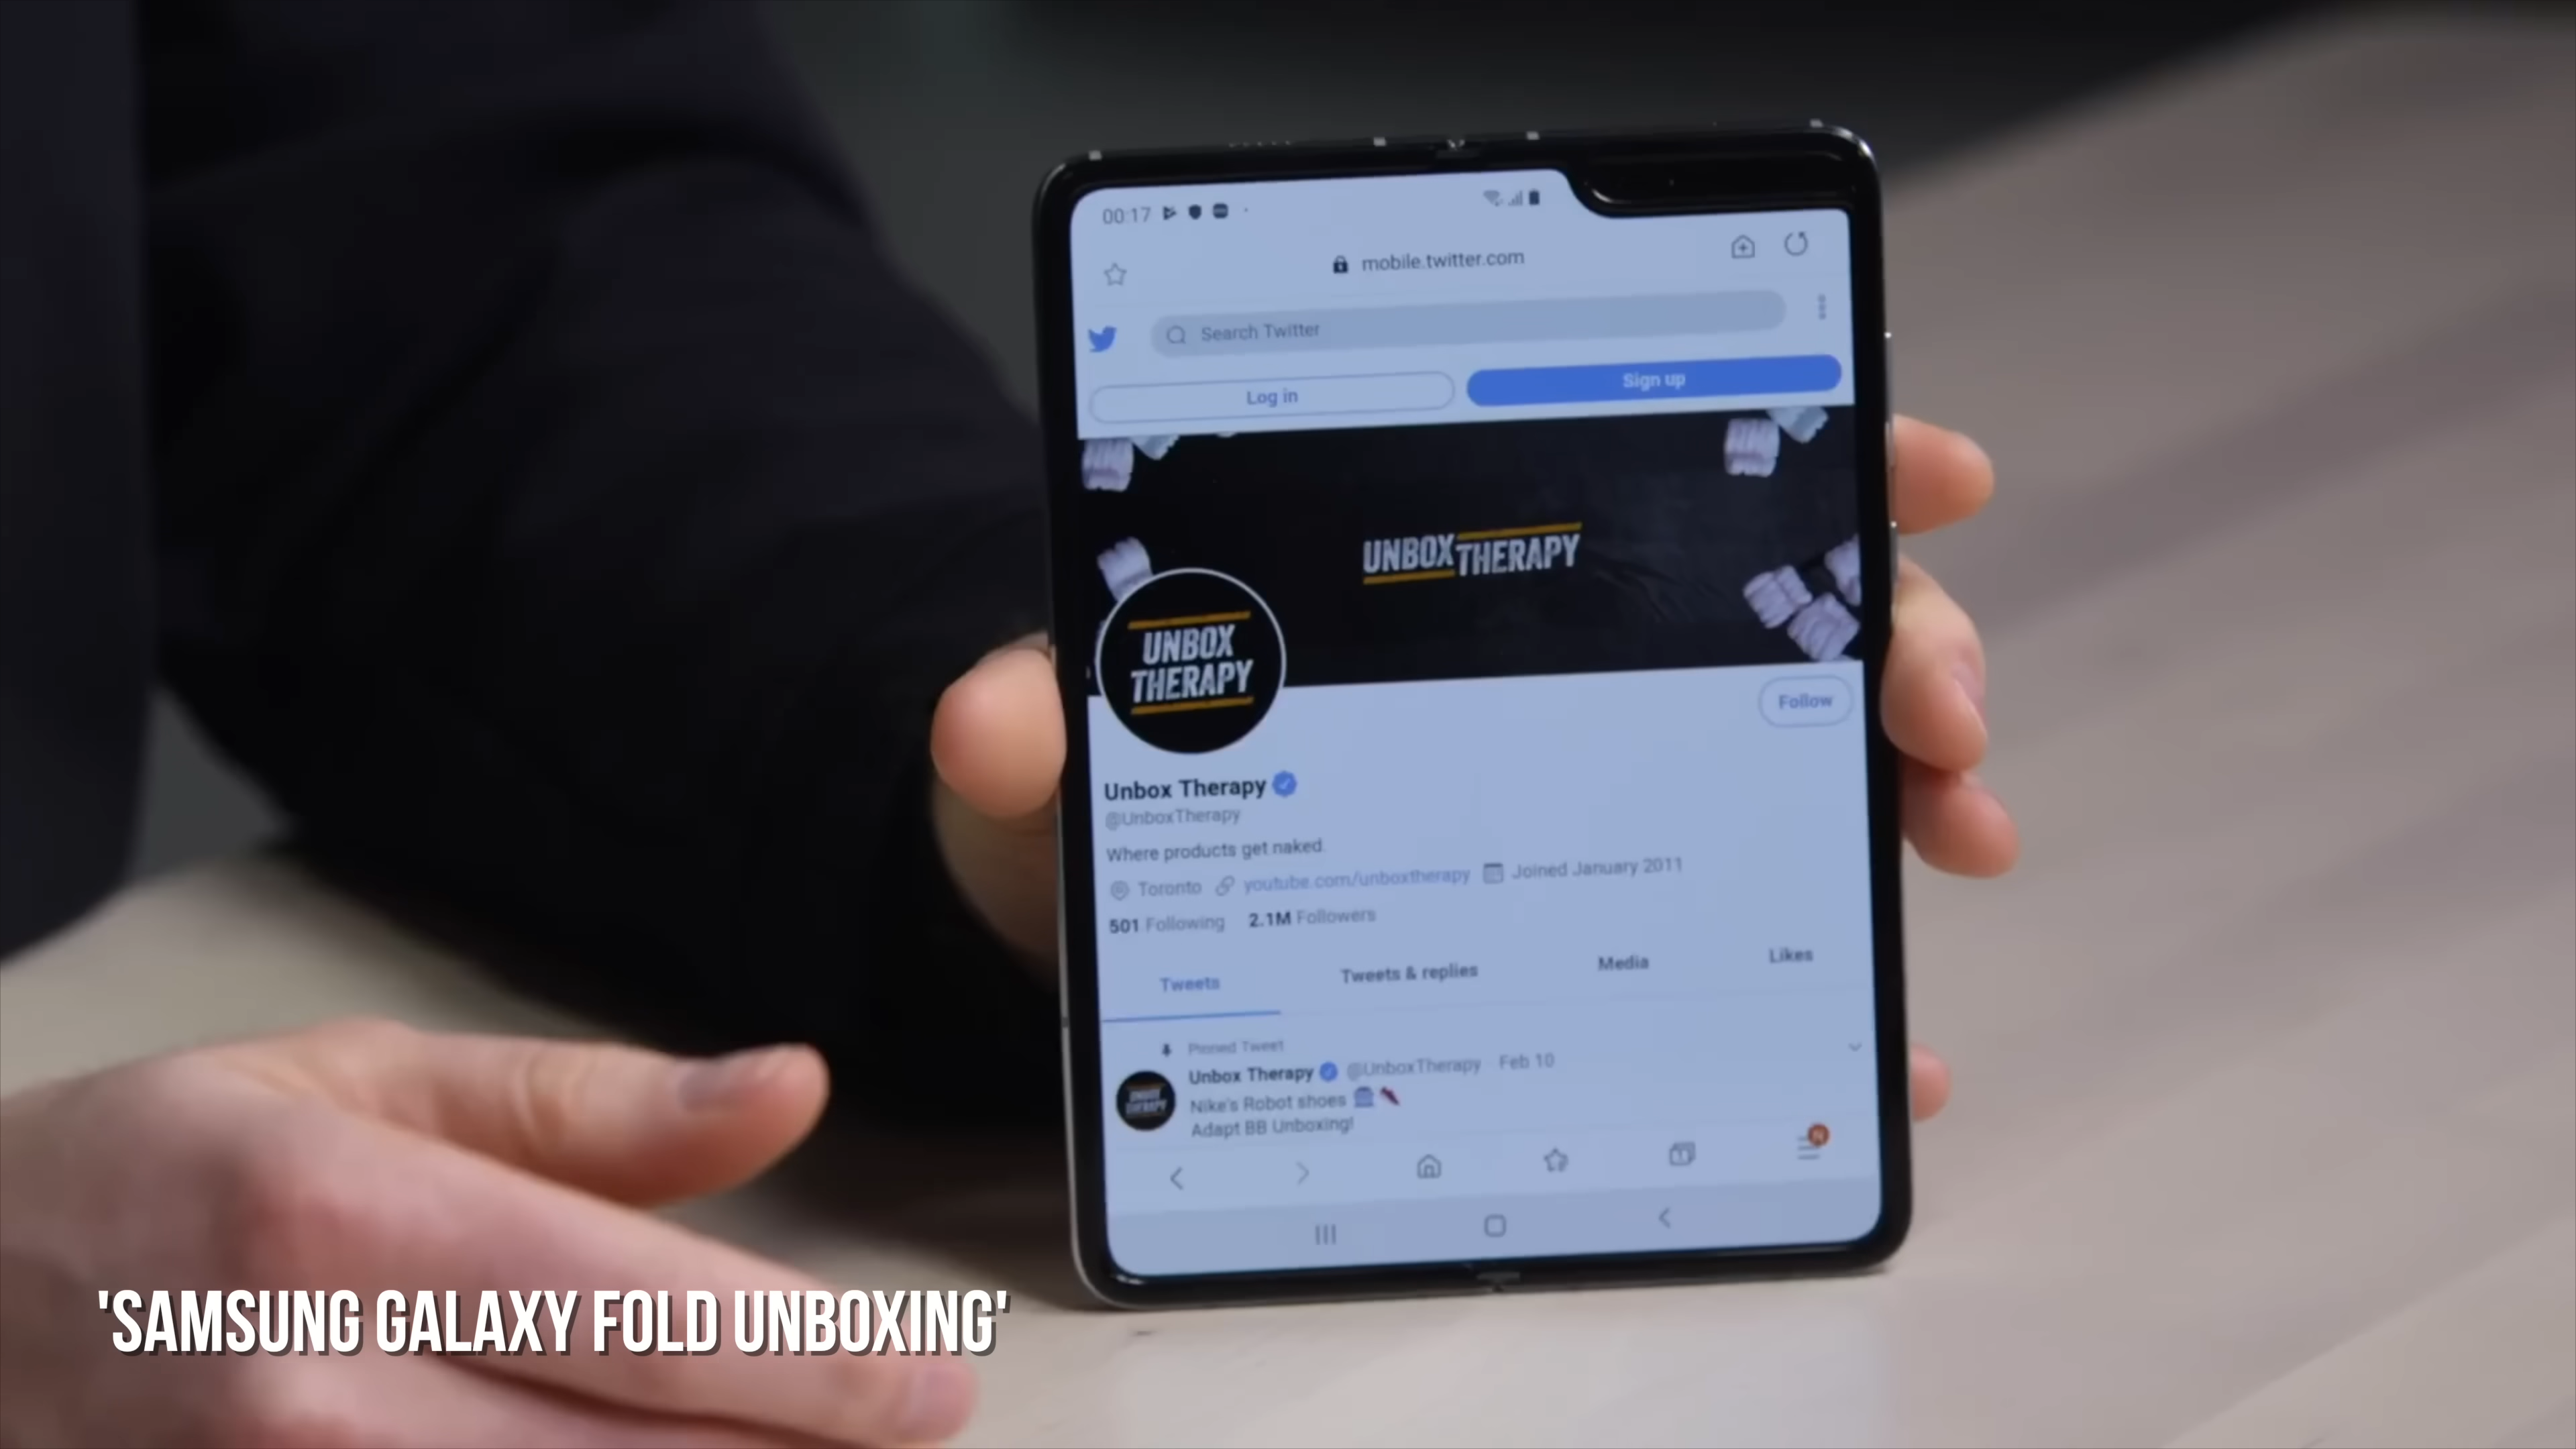 00:17
mobile.twitter.com
Search Twitter
Log in
Sign up
UNBOX THERAPY
UNBOX
THERAPY
Follow
Unbox Therapy
@UnboxTherapy
Where products get naked.
Toronto youtube.com/unboxtherapy Joined January 2011
501 Following 2.1M Followers
Tweets Tweets & replies Media Likes
Pinned Tweet
Unbox Therapy @UnboxTherapy · Feb 10
Nike's Robot shoes
Adapt BB Unboxing!
UNBOX
THERAPY
1
N
'SAMSUNG GALAXY FOLD UNBOXING'